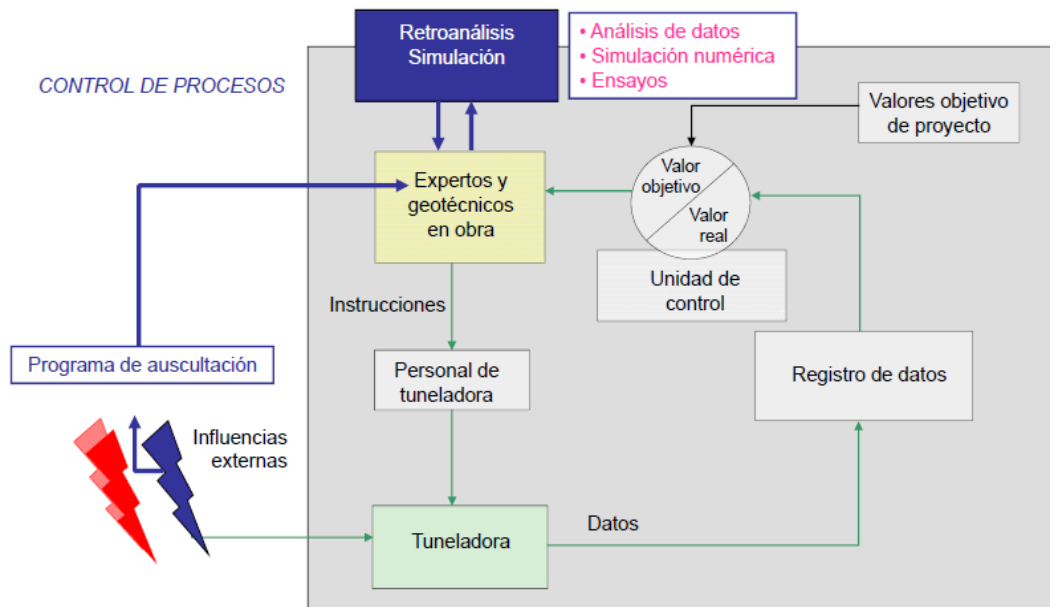 Retroanálisis
Simulación
• Análisis de datos
• Simulación numérica
• Ensayos
CONTROL DE PROCESOS
Valores objetivo
de proyecto
Expertos y
geotécnicos
en obra
Valor
objetivo
Valor
real
Unidad de
control
Instrucciones
Programa de auscultación
Personal de
tuneladora
Registro de datos
Influencias
externas
Tuneladora
Datos